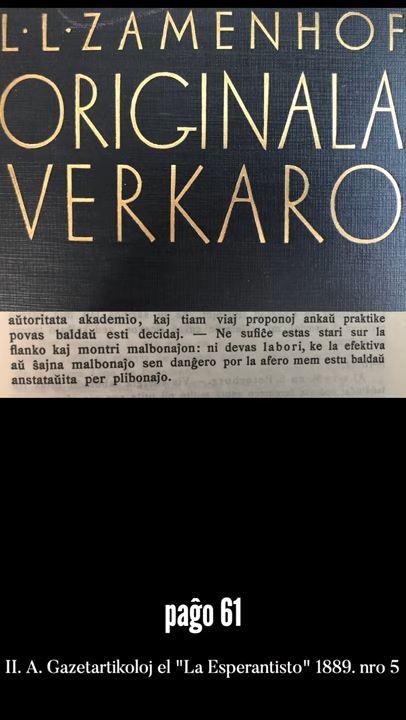 L·L·ZAMENHOF
ORIGINALA
VERKARO
aŭtoritata akademio, kaj tiam viaj proponoj ankaŭ praktike
povas baldaŭ esti decidaj. — Ne sufiĉe estas stari sur la
flanko kaj montri malbonaĵon: ni devas labori, ke la efektiva
aŭ ŝajna malbonaĵo sen danĝero por la afero mem estu baldaŭ
anstataŭita per plibonaĵo.
paĝo 61
II. A. Gazetartikoloj el "La Esperantisto" 1889. nro 5